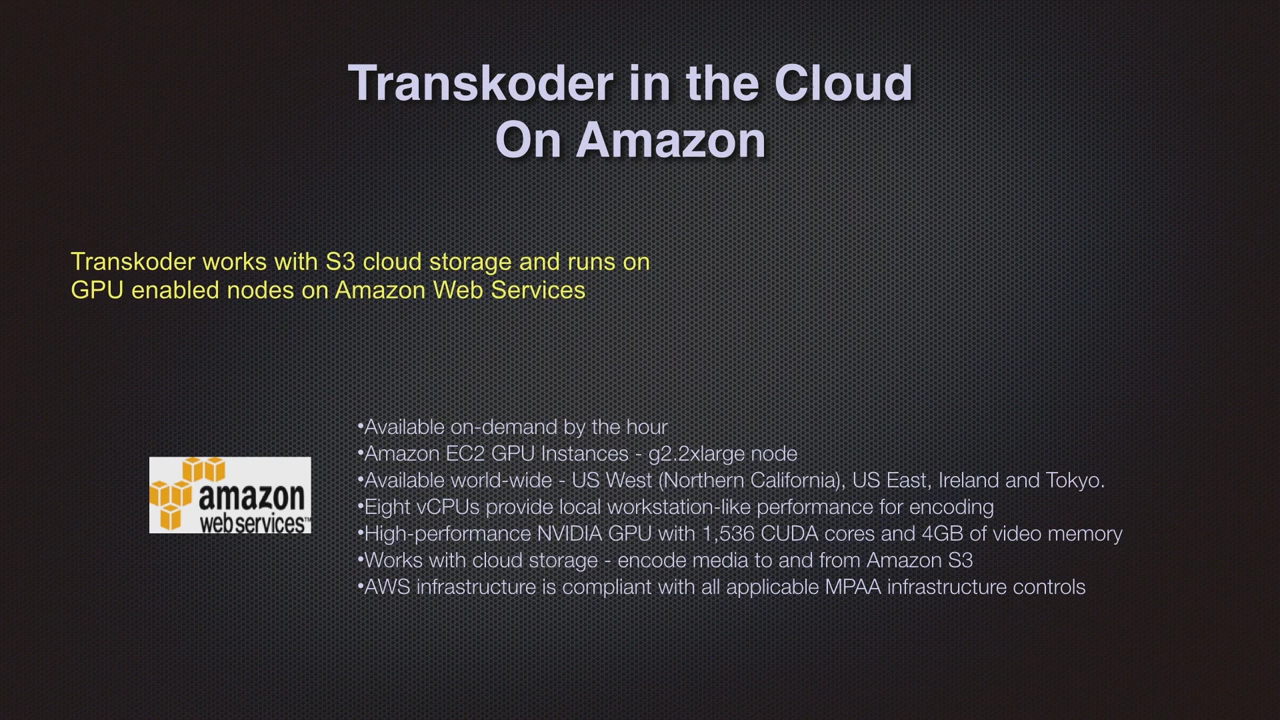 Transkoder in the Cloud
On Amazon
Transkoder works with S3 cloud storage and runs on
GPU enabled nodes on Amazon Web Services
•Available on-demand by the hour
•Amazon EC2 GPU Instances - g2.2xlarge node
•Available world-wide - US West (Northern California), US East, Ireland and Tokyo.
•Eight vCPUs provide local workstation-like performance for encoding
•High-performance NVIDIA GPU with 1,536 CUDA cores and 4GB of video memory
•Works with cloud storage - encode media to and from Amazon S3
•AWS infrastructure is compliant with all applicable MPAA infrastructure controls
amazon
webservices™